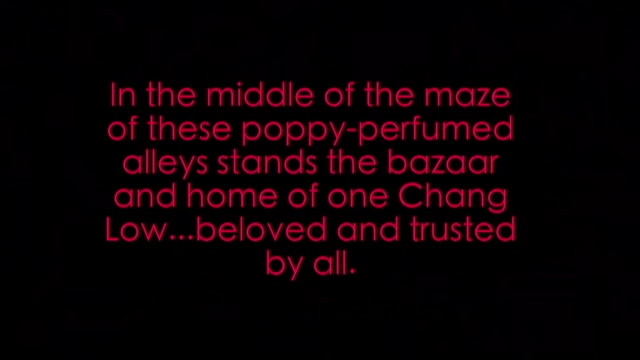 In the middle of the maze
of these poppy-perfumed
alleys stands the bazaar
and home of one Chang
Low...beloved and trusted
by all.